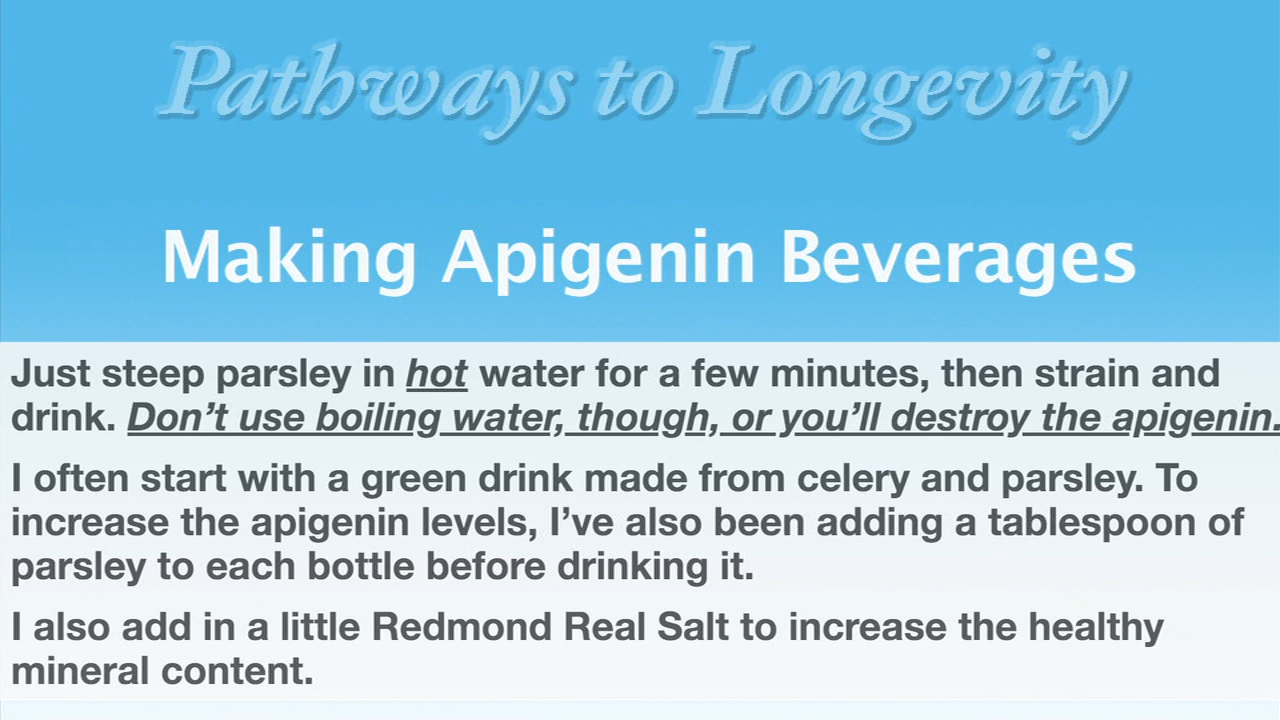 Pathways to Longevity
Making Apigenin Beverages
Just steep parsley in hot water for a few minutes, then strain and
drink. Don’t use boiling water, though, or you’ll destroy the apigenin.
I often start with a green drink made from celery and parsley. To
increase the apigenin levels, I’ve also been adding a tablespoon of
parsley to each bottle before drinking it.
I also add in a little Redmond Real Salt to increase the healthy
mineral content.